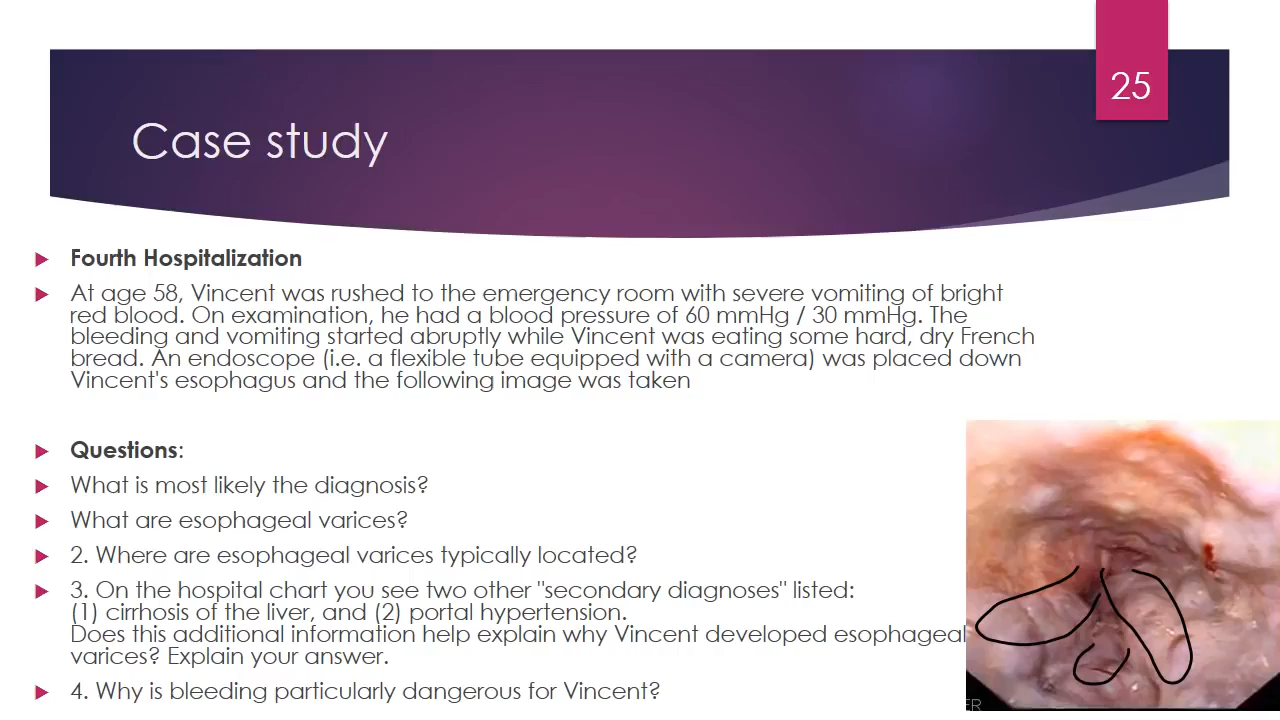 25
Case study
Fourth Hospitalization
At age 58, Vincent was rushed to the emergency room with severe vomiting of bright
red blood. On examination, he had a blood pressure of 60 mmHg / 30 mmHg. The
bleeding and vomiting started abruptly while Vincent was eating some hard, dry French
bread. An endoscope (i.e. a flexible tube equipped with a camera) was placed down
Vincent's esophagus and the following image was taken
Questions:
What is most likely the diagnosis?
What are esophageal varices?
2. Where are esophageal varices typically located?
3. On the hospital chart you see two other "secondary diagnoses" listed:
(1) cirrhosis of the liver, and (2) portal hypertension.
Does this additional information help explain why Vincent developed esophageal
varices? Explain your answer.
4. Why is bleeding particularly dangerous for Vincent?
ER